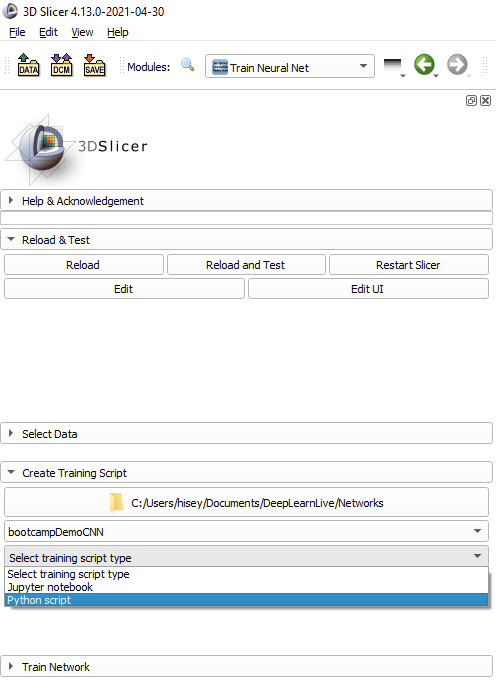 3D Slicer 4.13.0-2021-04-30
File Edit View Help
DATA DCM SAVE Modules: Train Neural Net
3DSlicer
Help & Acknowledgement
Reload & Test
Reload Reload and Test Restart Slicer
Edit Edit UI
Select Data
Create Training Script
C:/Users/hisey/Documents/DeepLearnLive/Networks
bootcampDemoCNN
Select training script type
Select training script type
Jupyter notebook
Python script
Train Network